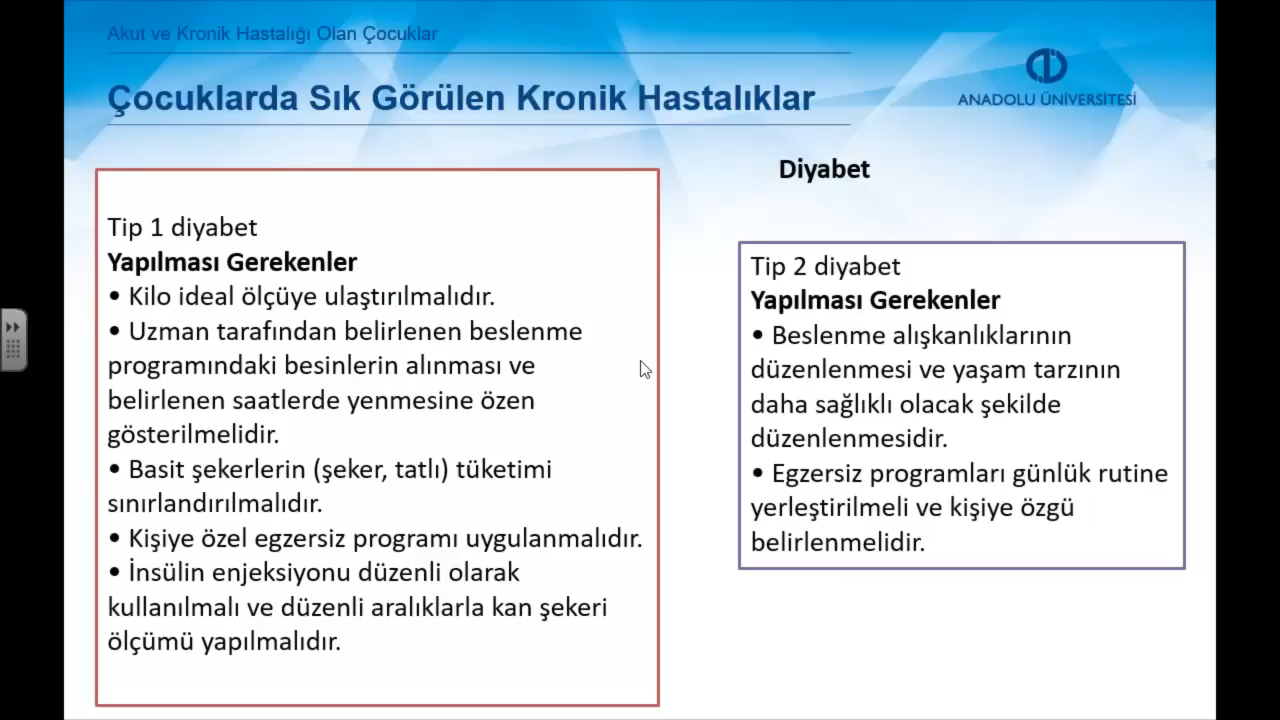 Akut ve Kronik Hastalığı Olan Çocuklar
Çocuklarda Sık Görülen Kronik Hastalıklar
ANADOLU ÜNİVERSİTESİ
Diyabet
Tip 1 diyabet
Yapılması Gerekenler
• Kilo ideal ölçüye ulaştırılmalıdır.
• Uzman tarafından belirlenen beslenme
programındaki besinlerin alınması ve
belirlenen saatlerde yenmesine özen
gösterilmelidir.
• Basit şekerlerin (şeker, tatlı) tüketimi
sınırlandırılmalıdır.
• Kişiye özel egzersiz programı uygulanmalıdır.
• İnsülin enjeksiyonu düzenli olarak
kullanılmalı ve düzenli aralıklarla kan şekeri
ölçümü yapılmalıdır.
Tip 2 diyabet
Yapılması Gerekenler
• Beslenme alışkanlıklarının
düzenlenmesi ve yaşam tarzının
daha sağlıklı olacak şekilde
düzenlenmesidir.
• Egzersiz programları günlük rutine
yerleştirilmeli ve kişiye özgü
belirlenmelidir.